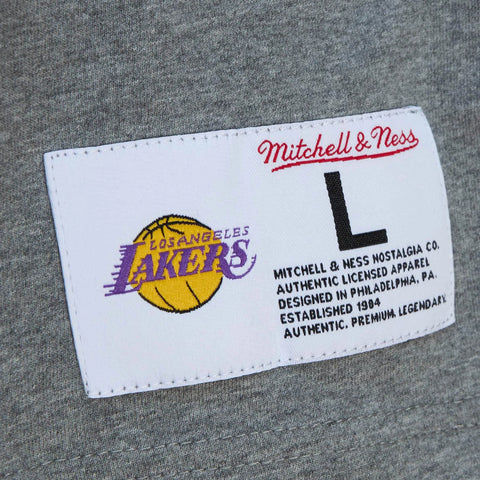 Mitchell & Ness
L
LOS ANGELES
LAKERS
MITCHELL & NESS NOSTALGIA CO.
AUTHENTIC LICENSED APPAREL
DESIGNED IN PHILADELPHIA, PA.
ESTABLISHED 1904
AUTHENTIC. PREMIUM. LEGENDARY.